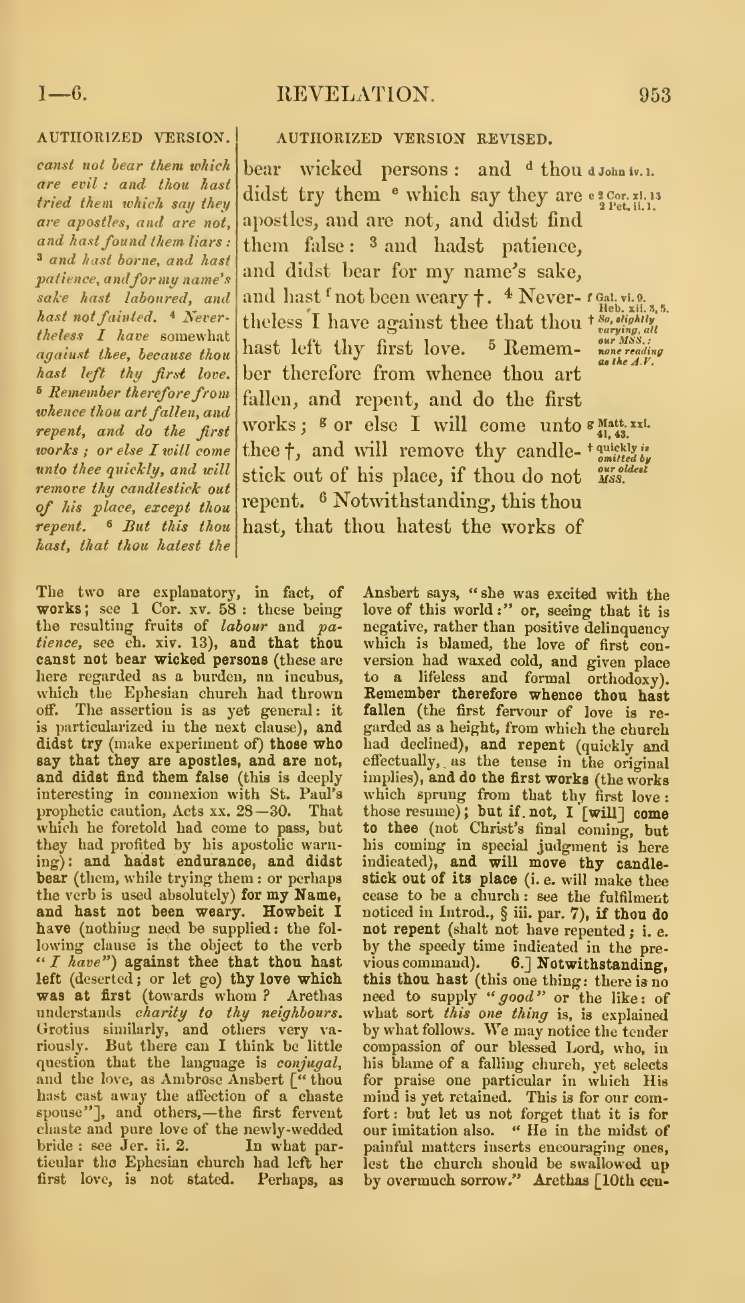 1—6.
REVELATION.
953
AUTHORIZED VERSION.
canst not bear them which
are evil : and thou hast
tried them which say they
are apostles, and are not,
and hast found them liars :
3 and hast borne, and hast
patience, and for my name's
sake hast laboured, and
hast not fainted. 4 Never-
theless I have somewhat
against thee, because thou
hast left thy first love.
5 Remember therefore from
whence thou art fallen, and
repent, and do the first
works ; or else I will come
unto thee quickly, and will
remove thy candlestick out
of his place, except thou
repent. 6 But this thou
hast, that thou hatest the
AUTHORIZED VERSION REVISED.
bear wicked persons : and d thou
didst try them e which say they are
apostles, and are not, and didst find
them false : 3 and hadst patience,
and didst bear for my name's sake,
and hast f not been weary †. 4 Never-
theless I have against thee that thou
hast left thy first love. 5 Remem-
ber therefore from whence thou art
fallen, and repent, and do the first
works ; g or else I will come unto
thee †, and will remove thy candle-
stick out of his place, if thou do not
repent. 6 Notwithstanding, this thou
hast, that thou hatest the works of
d John iv. 1.
e 2 Cor. xi. 13
2 Pet. ii. 1.
f Gal. vi. 9.
Heb. xii. 3, 5.
† So, slightly
varying, all
our MSS. :
none reading
as the A.V.
g Matt. xxi.
41, 43.
† quickly is
omitted by
our oldest
MSS.
The two are explanatory, in fact, of
works; see 1 Cor. xv. 58 : these being
the resulting fruits of labour and pa-
tience, see ch. xiv. 13), and that thou
canst not bear wicked persons (these are
here regarded as a burden, an incubus,
which the Ephesian church had thrown
off. The assertion is as yet general: it
is particularized in the next clause), and
didst try (make experiment of) those who
say that they are apostles, and are not,
and didst find them false (this is deeply
interesting in connexion with St. Paul's
prophetic caution, Acts xx. 28—30. That
which he foretold had come to pass, but
they had profited by his apostolic warn-
ing): and hadst endurance, and didst
bear (them, while trying them : or perhaps
the verb is used absolutely) for my Name,
and hast not been weary. Howbeit I
have (nothing need be supplied: the fol-
lowing clause is the object to the verb
" I have") against thee that thou hast
left (deserted; or let go) thy love which
was at first (towards whom ? Arethas
understands charity to thy neighbours.
Grotius similarly, and others very va-
riously. But there can I think be little
question that the language is conjugal,
and the love, as Ambrose Ansbert [" thou
hast cast away the affection of a chaste
spouse"], and others,—the first fervent
chaste and pure love of the newly-wedded
bride : see Jer. ii. 2. In what par-
ticular the Ephesian church had left her
first love, is not stated. Perhaps, as
Ansbert says, " she was excited with the
love of this world :" or, seeing that it is
negative, rather than positive delinquency
which is blamed, the love of first con-
version had waxed cold, and given place
to a lifeless and formal orthodoxy).
Remember therefore whence thou hast
fallen (the first fervour of love is re-
garded as a height, from which the church
had declined), and repent (quickly and
effectually, as the tense in the original
implies), and do the first works (the works
which sprung from that thy first love :
those resume); but if not, I [will] come
to thee (not Christ's final coming, but
his coming in special judgment is here
indicated), and will move thy candle-
stick out of its place (i. e. will make thee
cease to be a church : see the fulfilment
noticed in Introd., § iii. par. 7), if thou do
not repent (shalt not have repented ; i. e.
by the speedy time indicated in the pre-
vious command). 6.] Notwithstanding,
this thou hast (this one thing: there is no
need to supply " good" or the like: of
what sort this one thing is, is explained
by what follows. We may notice the tender
compassion of our blessed Lord, who, in
his blame of a falling church, yet selects
for praise one particular in which His
mind is yet retained. This is for our com-
fort : but let us not forget that it is for
our imitation also. " He in the midst of
painful matters inserts encouraging ones,
lest the church should be swallowed up
by overmuch sorrow." Arethas [10th cen-